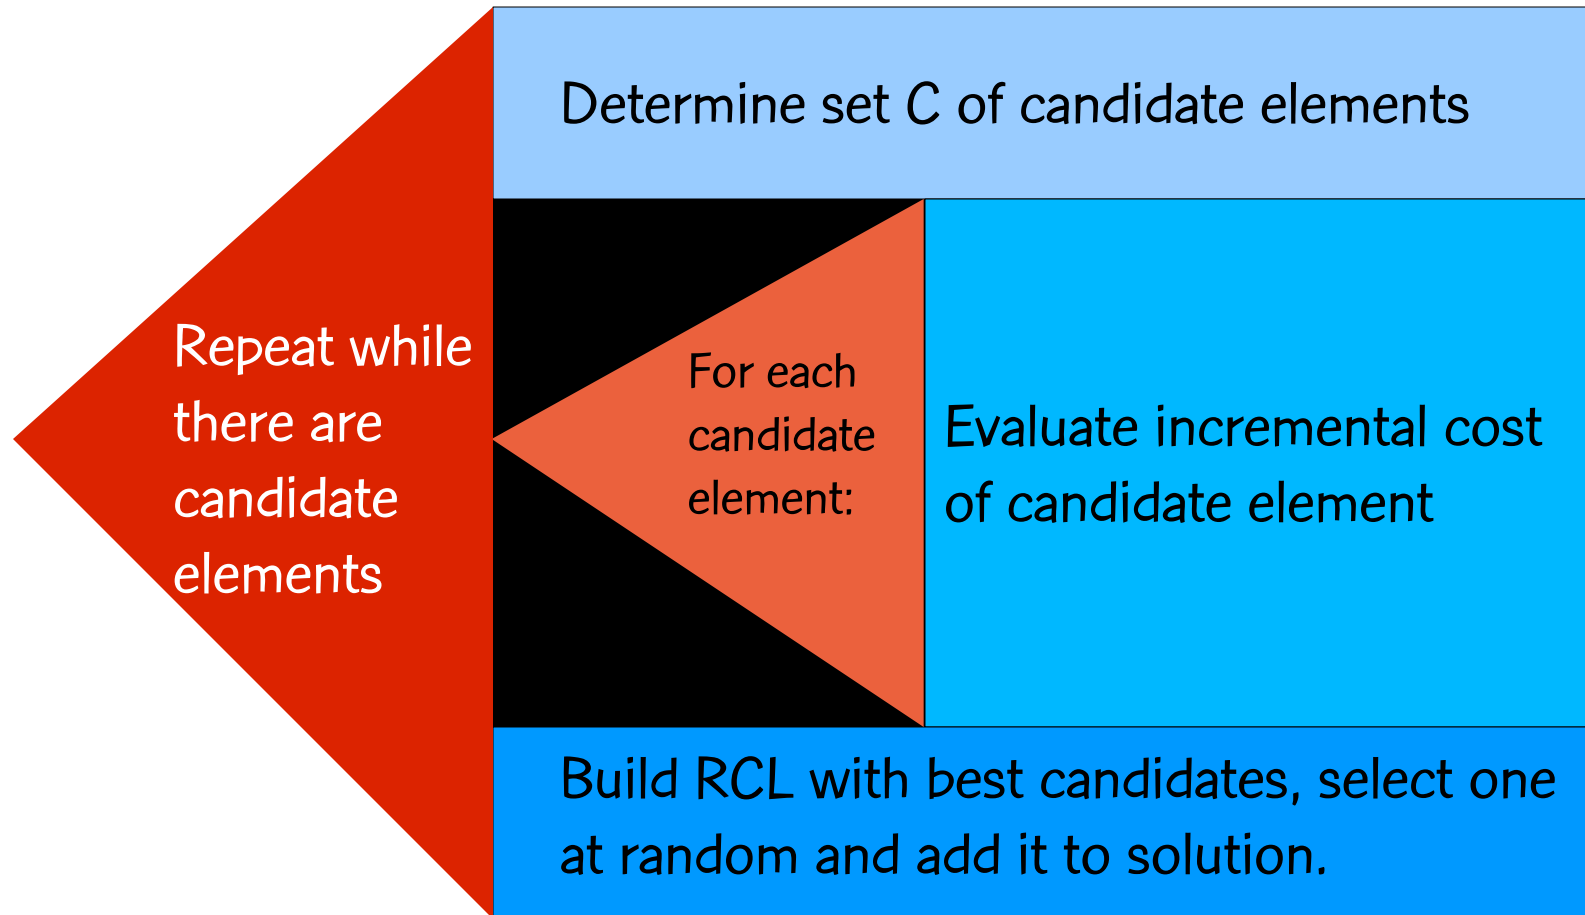 Determine set C of candidate elements
Repeat while
there are
candidate
elements
For each
candidate
element:
Evaluate incremental cost
of candidate element
Build RCL with best candidates, select one
at random and add it to solution.